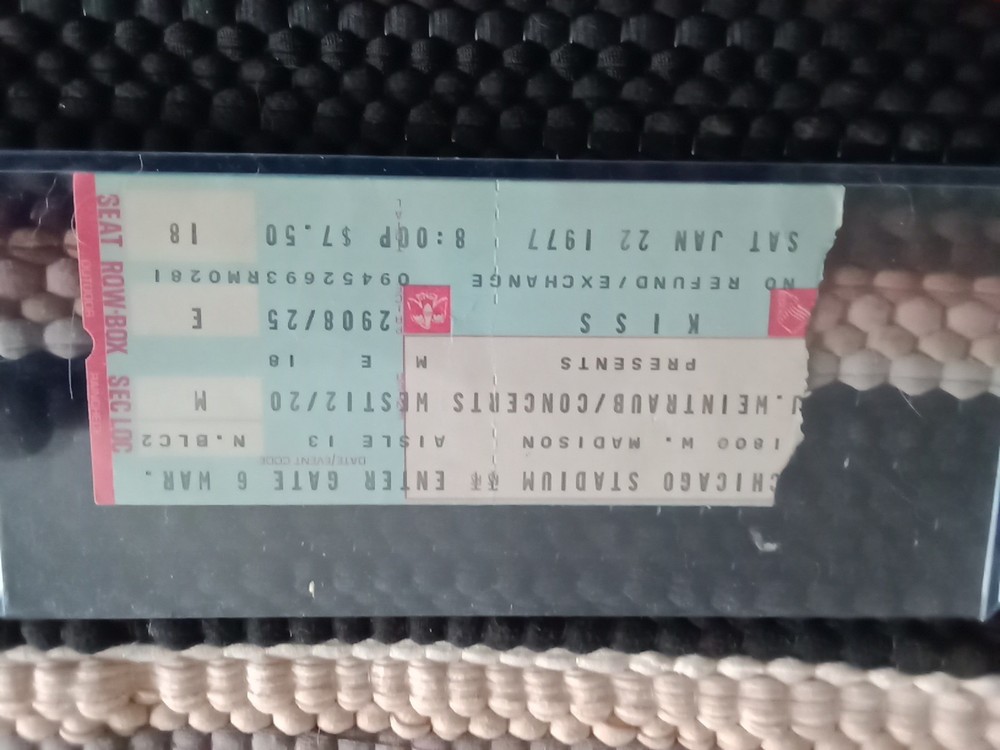 CHICAGO STADIUM ** ENTER GATE 6 WAR.
DATE/EVENT CODE
1800 W. MADISON AISLE 13 N.BLC2
J.WEINTRAUB/CONCERTS WEST12/20 M
PRESENTS M E 18
K I S S 2908/25 E
NO REFUND/EXCHANGE 09452693RM0281
SAT JAN 22 1977 8:00P $7.50 18
SEC LOC ROW-BOX SEAT